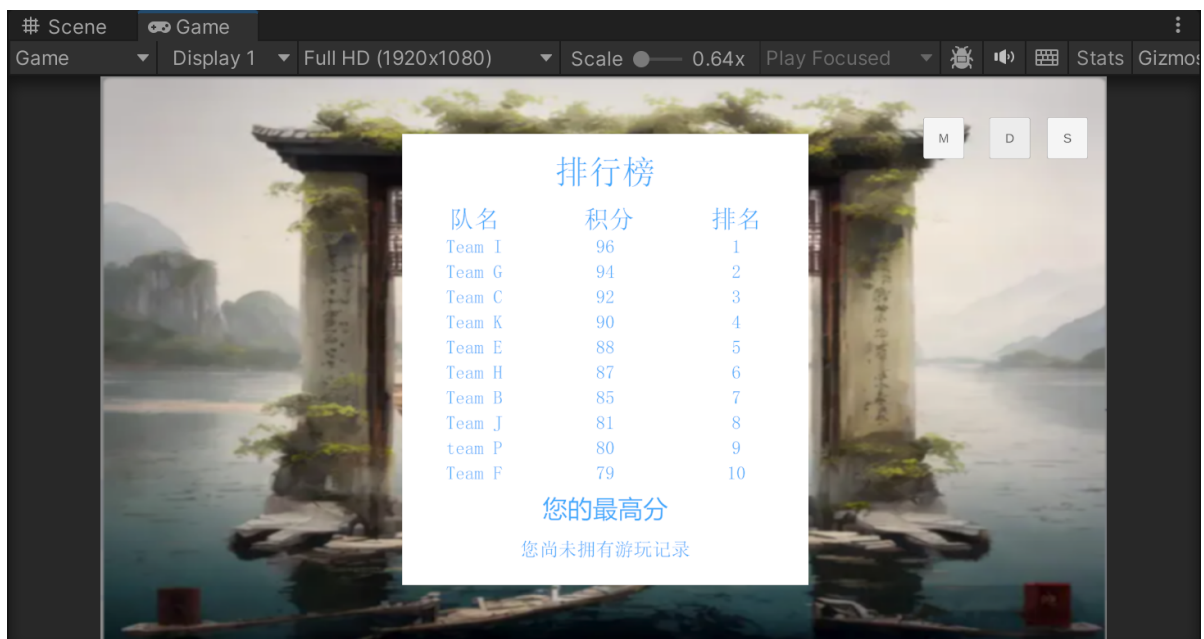 Scene Game
Game Display 1 Full HD (1920x1080) Scale 0.64x Play Focused Stats Gizmos
M D S
排行榜
队名 积分 排名
Team I 96 1
Team G 94 2
Team C 92 3
Team K 90 4
Team E 88 5
Team H 87 6
Team B 85 7
Team J 81 8
team P 80 9
Team F 79 10
您的最高分
您尚未拥有游玩记录